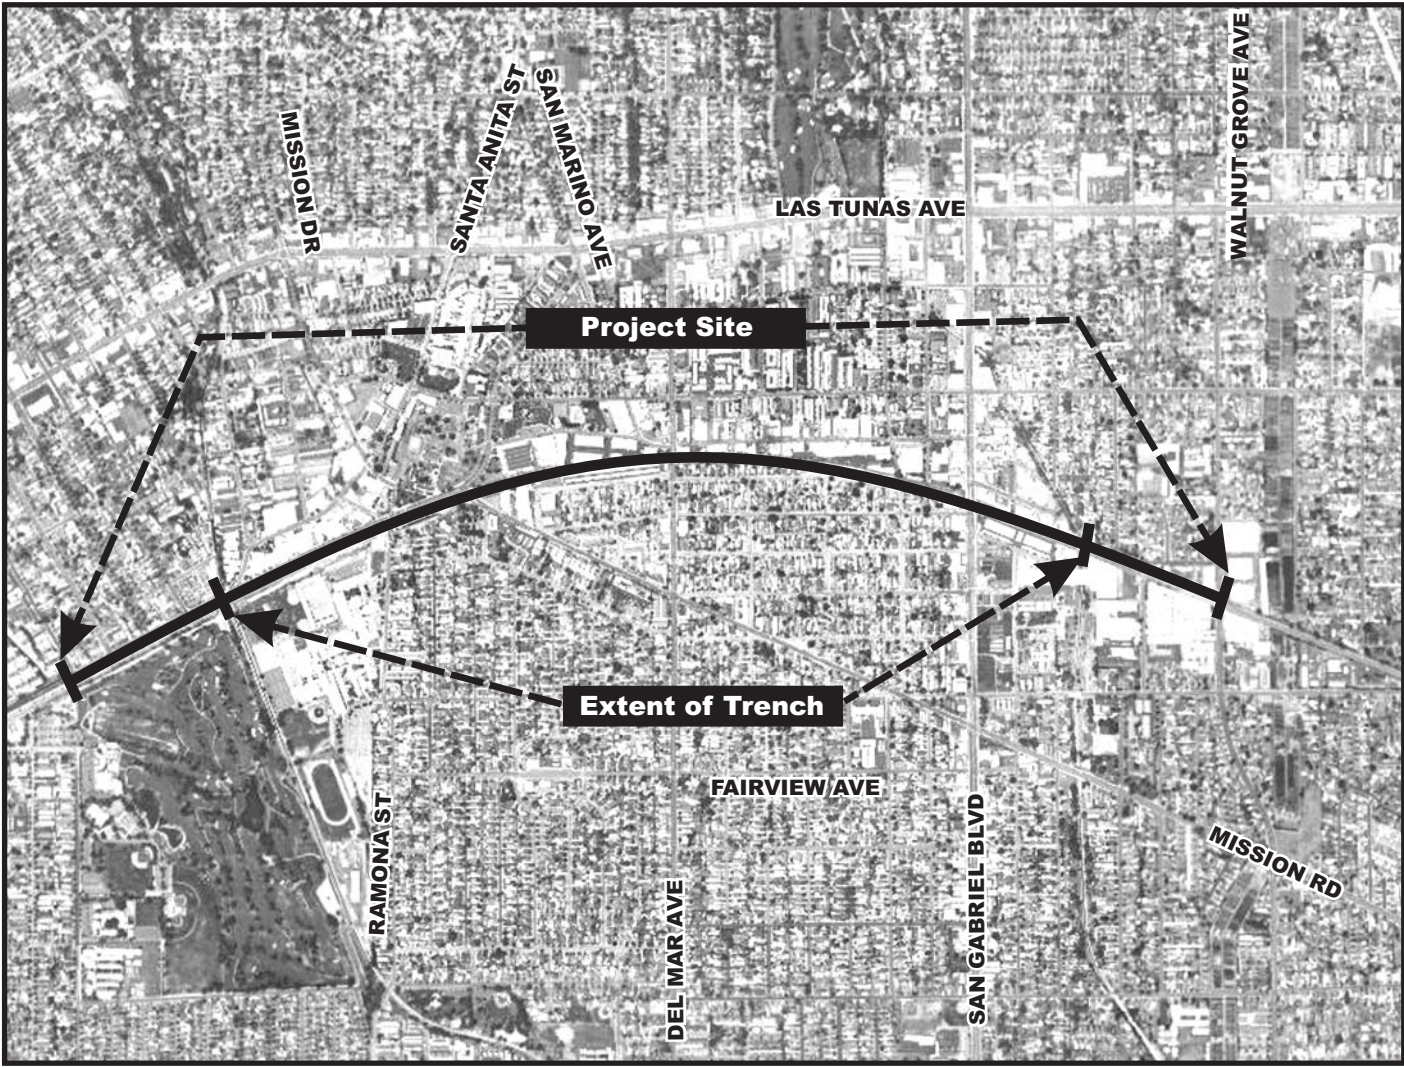 WALNUT GROVE AVE
SANTA ANITA ST
SAN MARINO AVE
MISSION DR
LAS TUNAS AVE
Project Site
Extent of Trench
FAIRVIEW AVE
RAMONA ST
DEL MAR AVE
SAN GABRIEL BLVD
MISSION RD